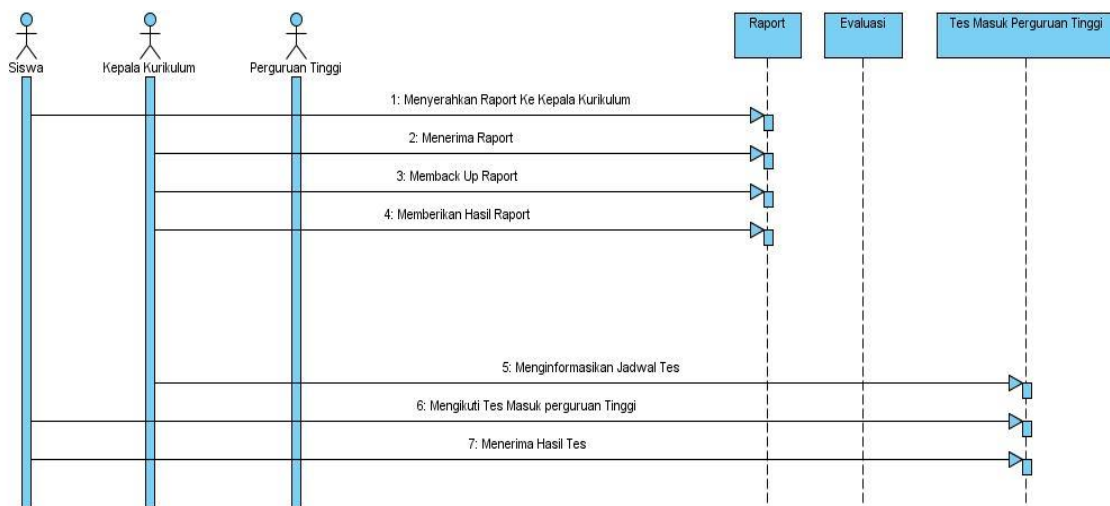 Raport
Evaluasi
Tes Masuk Perguruan Tinggi
Siswa
Kepala Kurikulum
Perguruan Tinggi
1: Menyerahkan Raport Ke Kepala Kurikulum
2: Menerima Raport
3: Memback Up Raport
4: Memberikan Hasil Raport
5: Menginformasikan Jadwal Tes
6: Mengikuti Tes Masuk perguruan Tinggi
7: Menerima Hasil Tes